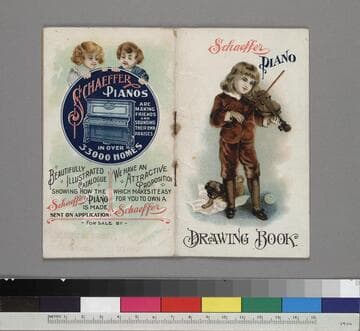 SCHAEFFER
PIANOS
ARE
MAKING
FRIENDS
AND
SOUNDING
THEIR OWN
PRAISES
IN OVER
33000 HOMES
BEAUTIFULLY
ILLUSTRATED
CATALOGUE
SHOWING HOW THE
Schaeffer PIANO
IS MADE
SENT ON APPLICATION
WE HAVE AN
ATTRACTIVE
PROPOSITION
WHICH MAKES IT EASY
FOR YOU TO OWN A
Schaeffer
- FOR SALE BY -
Schaeffer
PIANO
DRAWING BOOK.